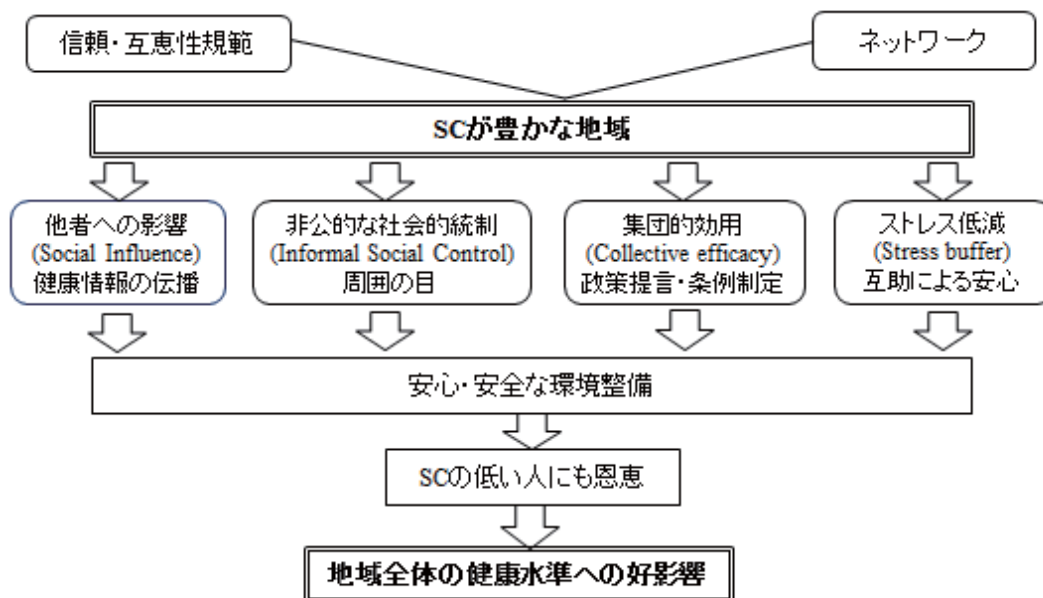 信頼・互恵性規範
ネットワーク
SCが豊かな地域
他者への影響
(Social Influence)
健康情報の伝播
非公的な社会的統制
(Informal Social Control)
周囲の目
集団的効用
(Collective efficacy)
政策提言・条例制定
ストレス低減
(Stress buffer)
互助による安心
安心・安全な環境整備
SCの低い人にも恩恵
地域全体の健康水準への好影響